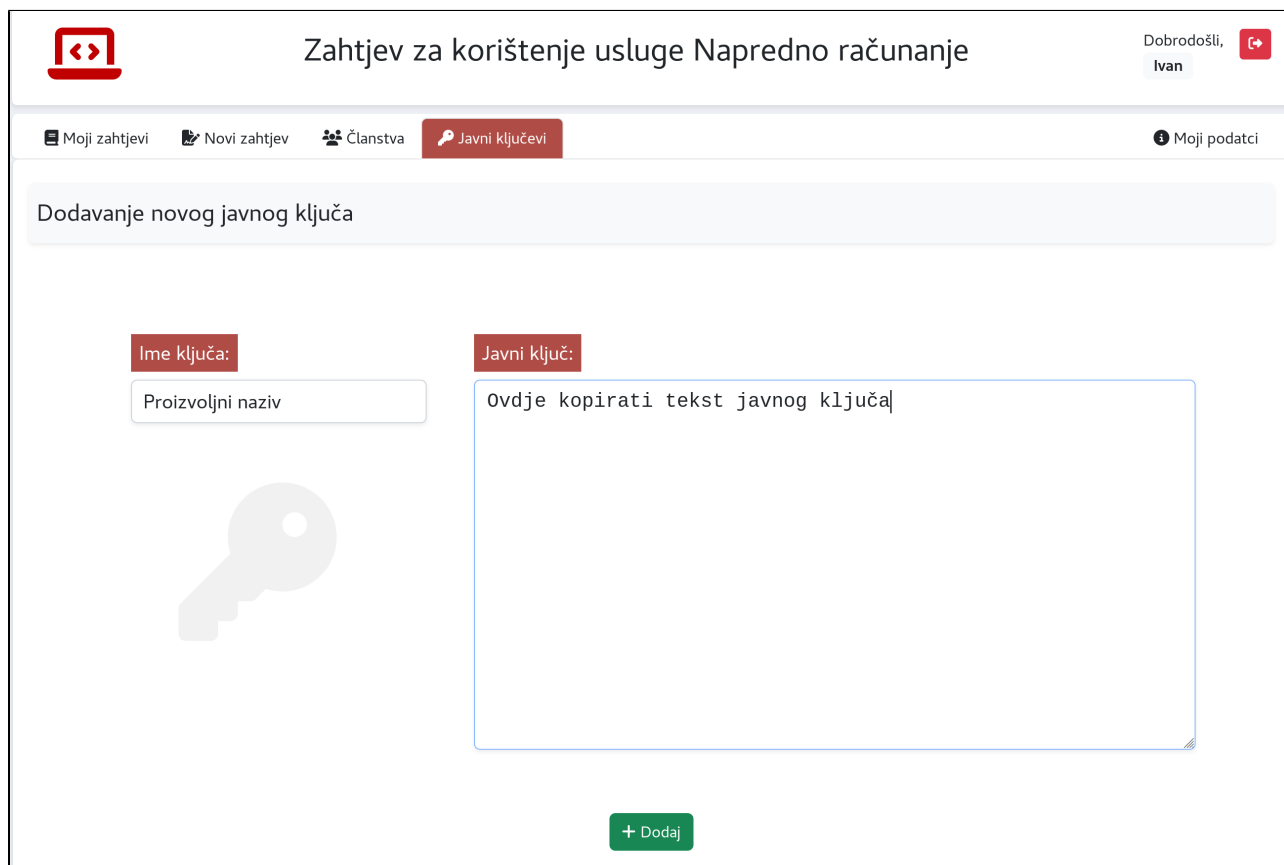 Zahtjev za korištenje usluge Napredno računanje
Dobrodošli,
Ivan
Moji zahtjevi Novi zahtjev Članstva Javni ključevi Moji podatci
Dodavanje novog javnog ključa
Ime ključa: Javni ključ:
Proizvoljni naziv Ovdje kopirati tekst javnog ključa
+ Dodaj